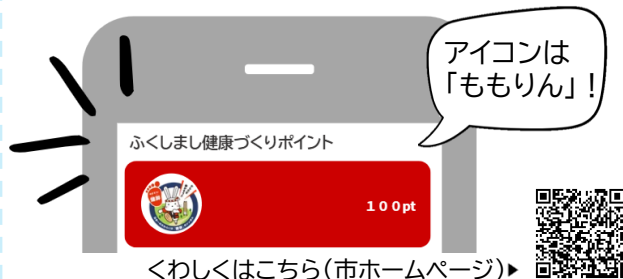 アイコンは
「ももりん」!
ふくしまし健康づくりポイント
100pt
くわしくはこちら(市ホームページ)▶